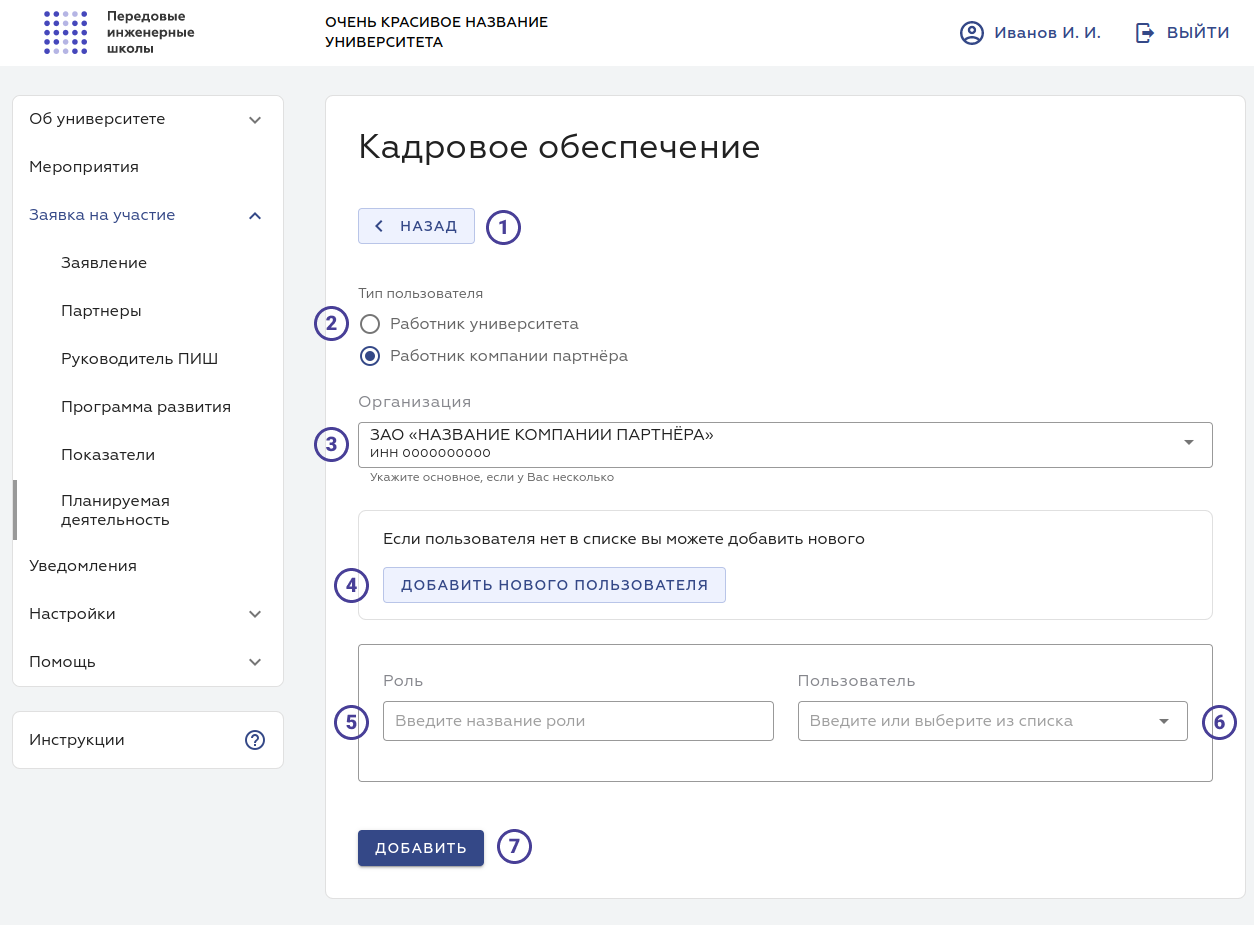 Передовые
инженерные
школы
ОЧЕНЬ КРАСИВОЕ НАЗВАНИЕ
УНИВЕРСИТЕТА
Иванов И. И.
ВЫЙТИ
Об университете
Мероприятия
Заявка на участие
Заявление
Партнеры
Руководитель ПИШ
Программа развития
Показатели
Планируемая
деятельность
Уведомления
Настройки
Помощь
Инструкции
?
Кадровое обеспечение
НАЗАД
1
Тип пользователя
2
Работник университета
Работник компании партнёра
Организация
3
ЗАО «НАЗВАНИЕ КОМПАНИИ ПАРТНЁРА»
ИНН 0000000000
Укажите основное, если у Вас несколько
Если пользователя нет в списке вы можете добавить нового
4
ДОБАВИТЬ НОВОГО ПОЛЬЗОВАТЕЛЯ
Роль
5
Введите название роли
Пользователь
Введите или выберите из списка
6
ДОБАВИТЬ
7